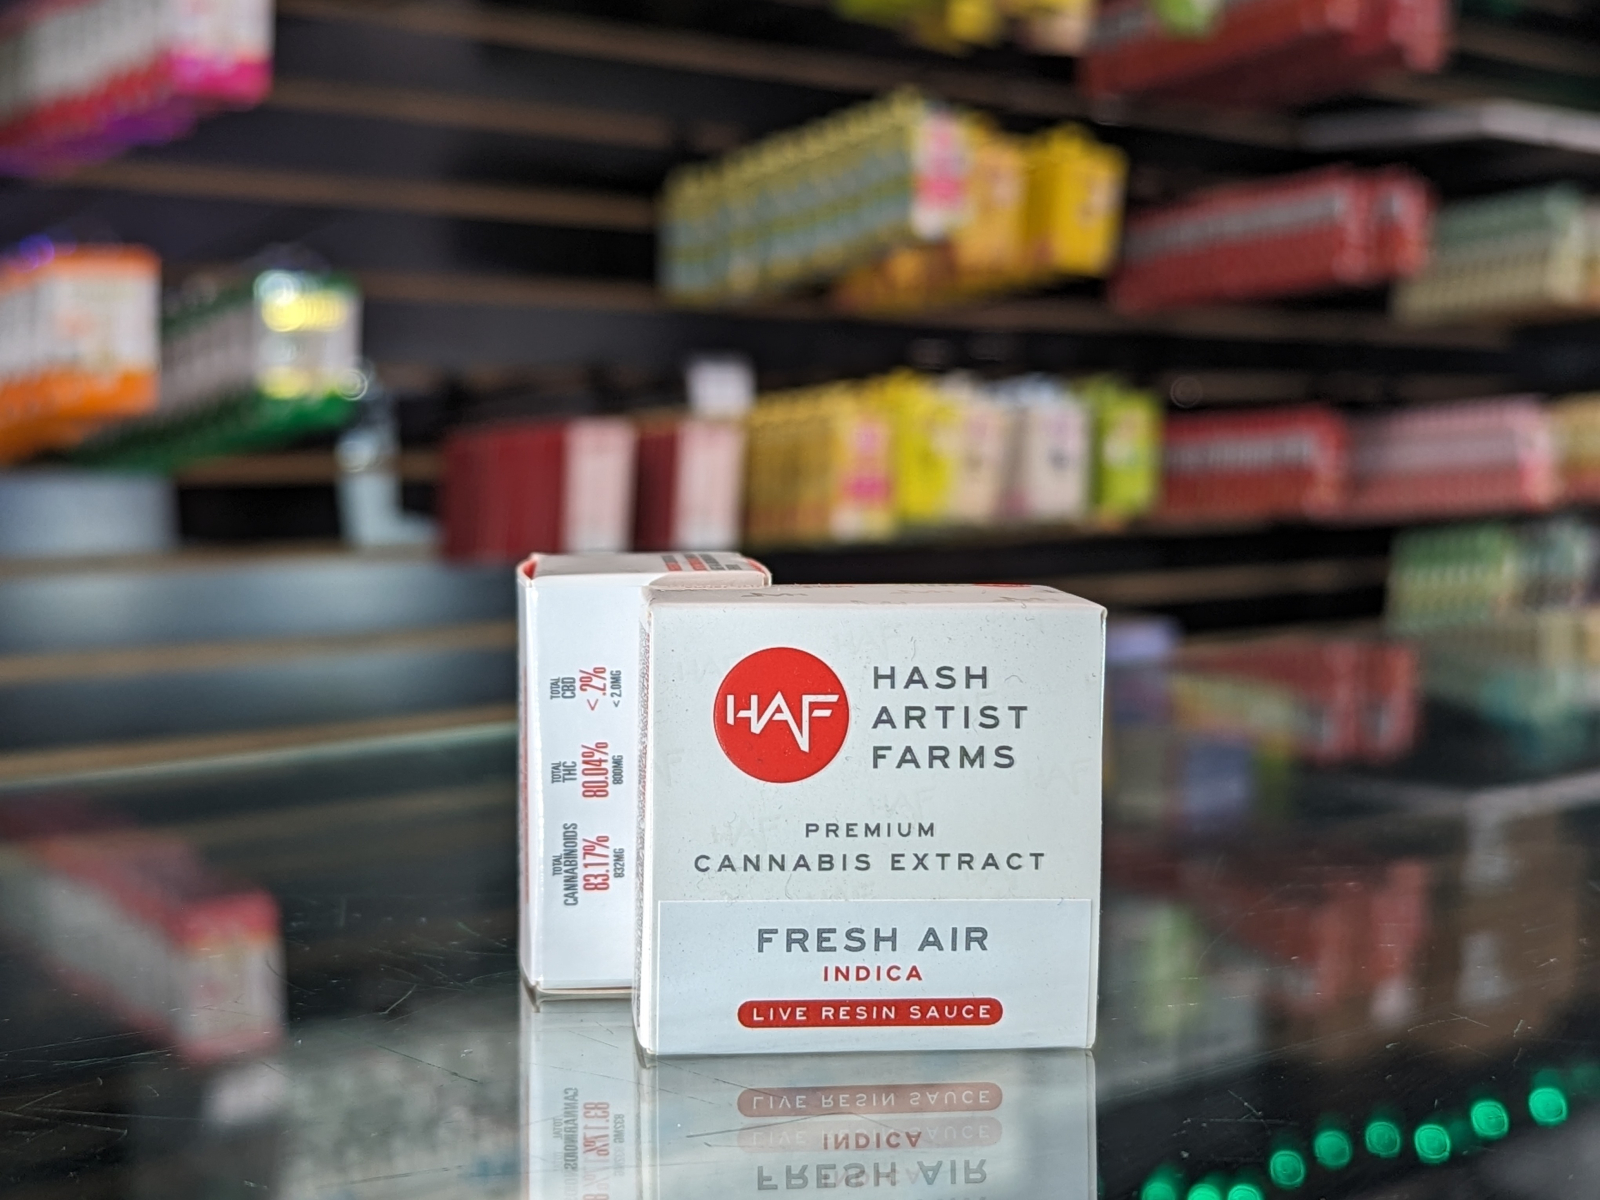 HAF
HASH
ARTIST
FARMS
PREMIUM
CANNABIS EXTRACT
FRESH AIR
INDICA
LIVE RESIN SAUCE
TOTAL
CANNABINOIDS
83.17%
832MG
TOTAL
THC
80.04%
800MG
TOTAL
CBD
<.2%
<2.0MG